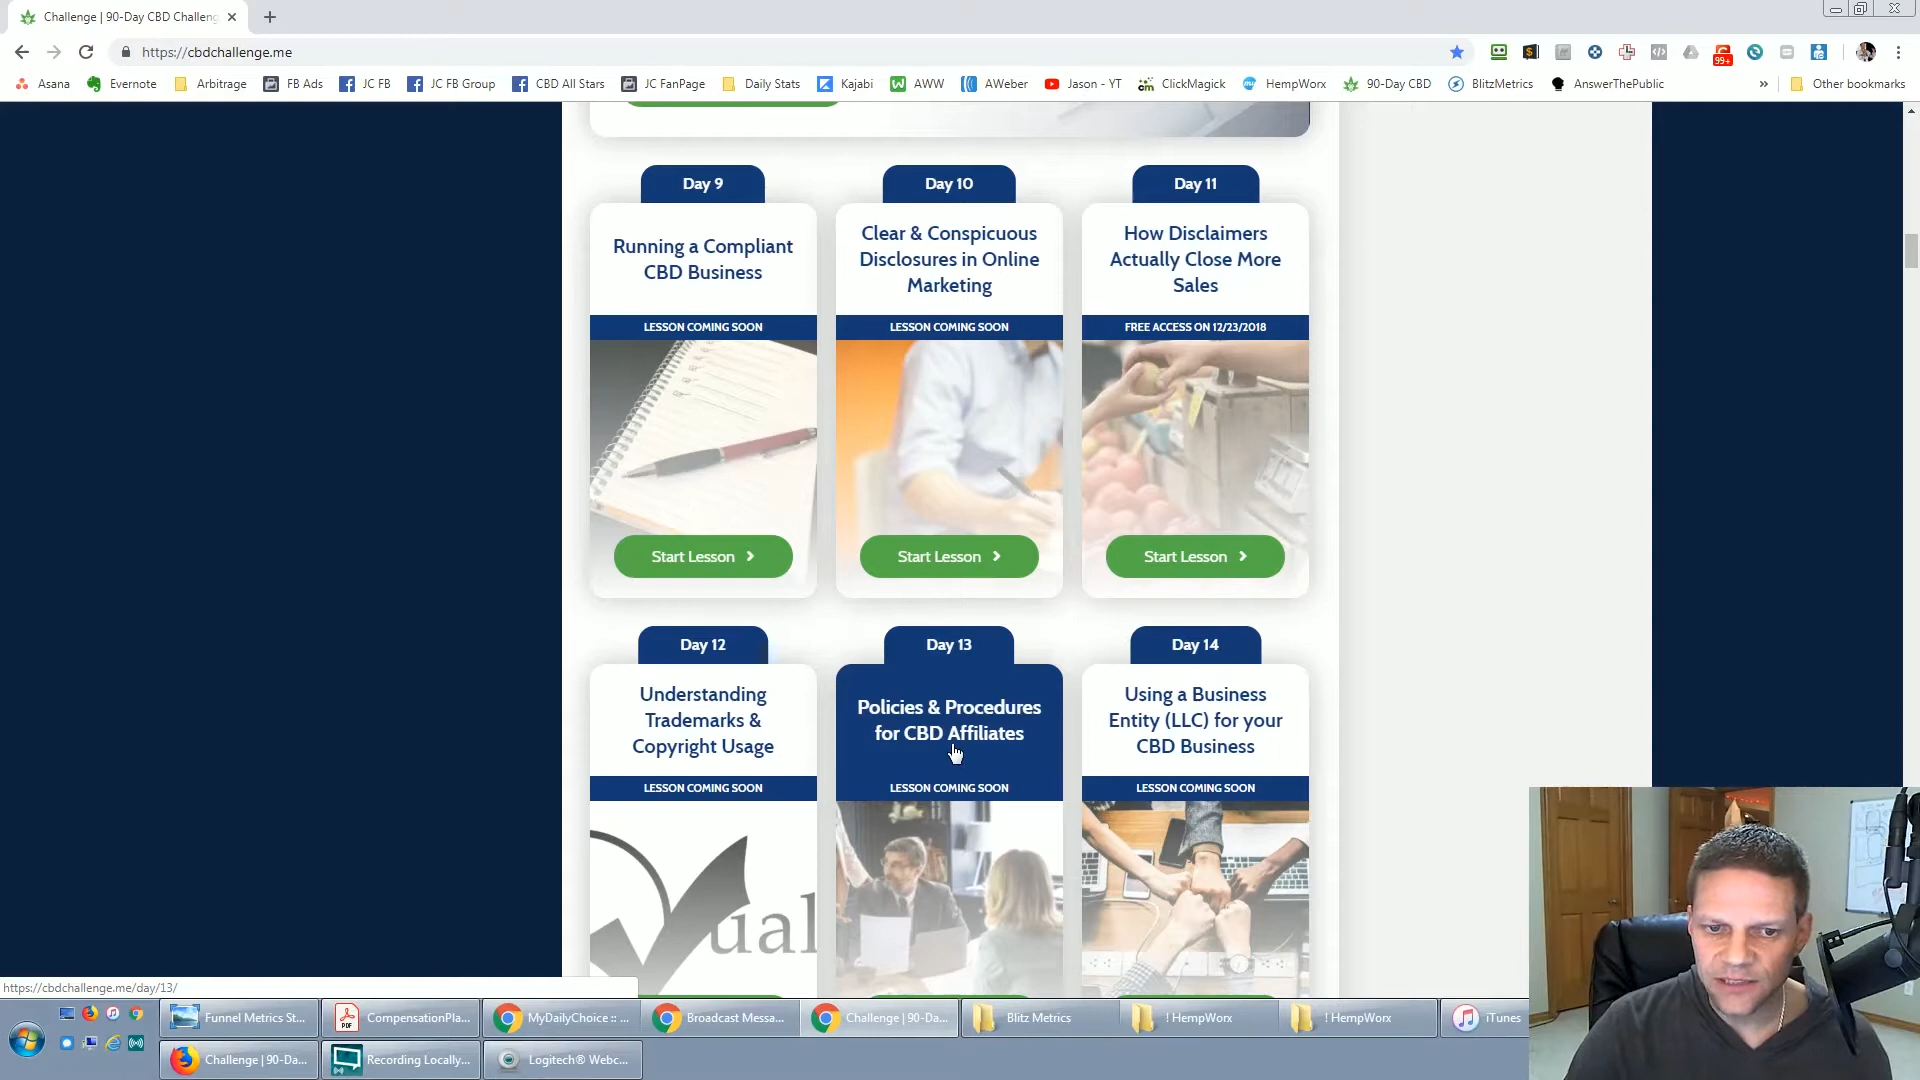 Challenge | 90-Day CBD Challeng
https://cbdchallenge.me
99+
Asana
Evernote
Arbitrage
FB Ads
JC FB
JC FB Group
CBD All Stars
JC FanPage
Daily Stats
Kajabi
AWW
AWeber
Jason - YT
ClickMagick
HempWorx
90-Day CBD
BlitzMetrics
AnswerThePublic
»
Other bookmarks
Day 9
Day 10
Day 11
Running a Compliant
CBD Business
Clear & Conspicuous
Disclosures in Online
Marketing
How Disclaimers
Actually Close More
Sales
LESSON COMING SOON
LESSON COMING SOON
FREE ACCESS ON 12/23/2018
Start Lesson
Start Lesson
Start Lesson
Day 12
Day 13
Day 14
Understanding
Trademarks &
Copyright Usage
Policies & Procedures
for CBD Affiliates
Using a Business
Entity (LLC) for your
CBD Business
LESSON COMING SOON
LESSON COMING SOON
LESSON COMING SOON
ual
https://cbdchallenge.me/day/13/
Funnel Metrics St...
CompensationPla...
MyDailyChoice :: ...
Broadcast Messa...
Challenge | 90-Da...
Blitz Metrics
! HempWorx
! HempWorx
iTunes
Challenge | 90-Da...
Recording Locally...
Logitech® Webc...